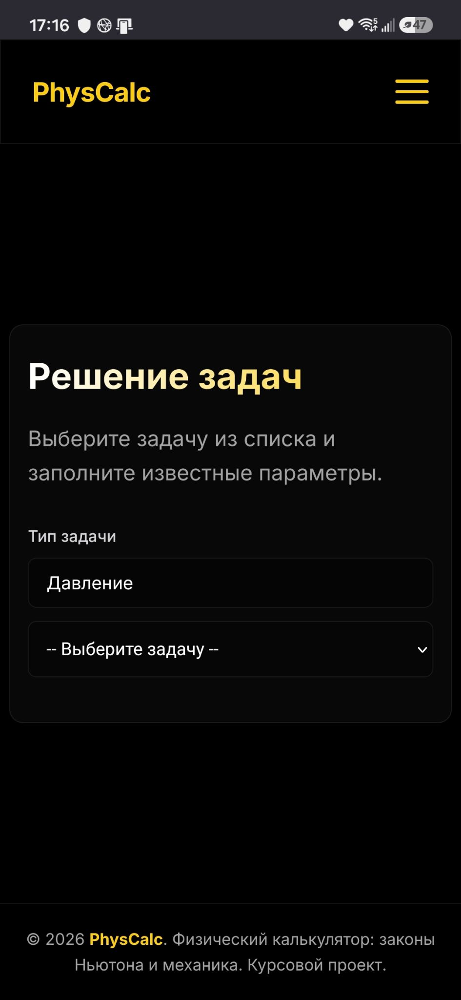 17:16
5
47
PhysCalc
Решение задач
Выберите задачу из списка и
заполните известные параметры.
Тип задачи
Давление
-- Выберите задачу --
© 2026 PhysCalc. Физический калькулятор: законы
Ньютона и механика. Курсовой проект.